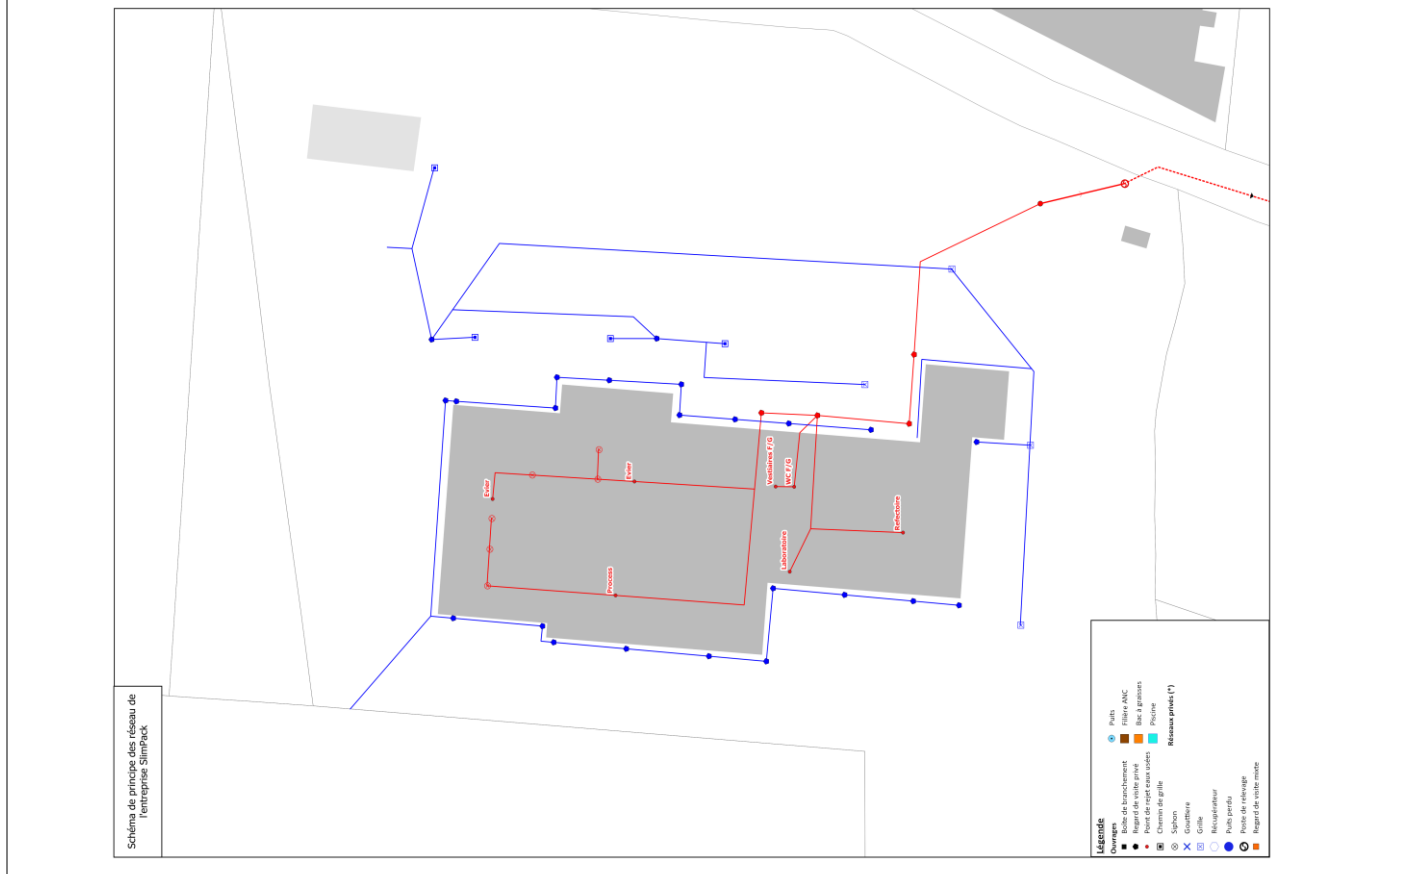 Schéma de principe des réseau de
l'entreprise SlimPack
Evier
Evier
Process
Vestiaires F/G
WC F/G
Laboratoire
Refectoire
Légende
Ouvrages
Boîte de branchement
Regard de visite privé
Point de rejet eaux usées
Chemin de grille
Siphon
Gouttière
Grille
Récupérateur
Puits perdu
Poste de relevage
Regard de visite mixte
Puits
Filière ANC
Bac à graisses
Piscine
Réseaux privés (*)